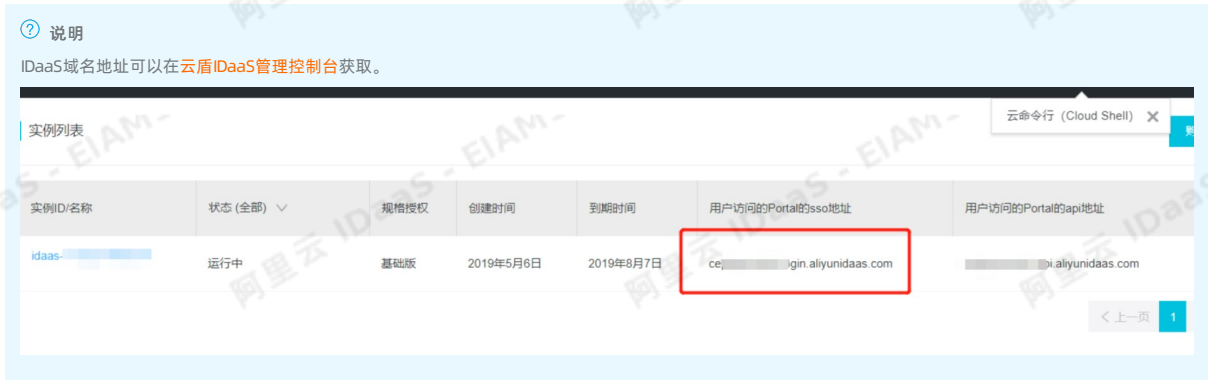 说明
IDaaS域名地址可以在云盾IDaaS管理控制台获取。
云命令行（Cloud Shell）
实例列表
实例ID/名称 状态 (全部) 规格授权 创建时间 到期时间 用户访问的Portal的sso地址 用户访问的Portal的api地址
idaas- 运行中 基础版 2019年5月6日 2019年8月7日 gin.aliyunidaas.com i.aliyunidaas.com
上一页 1
阿里云 IDaaS - EIAM-